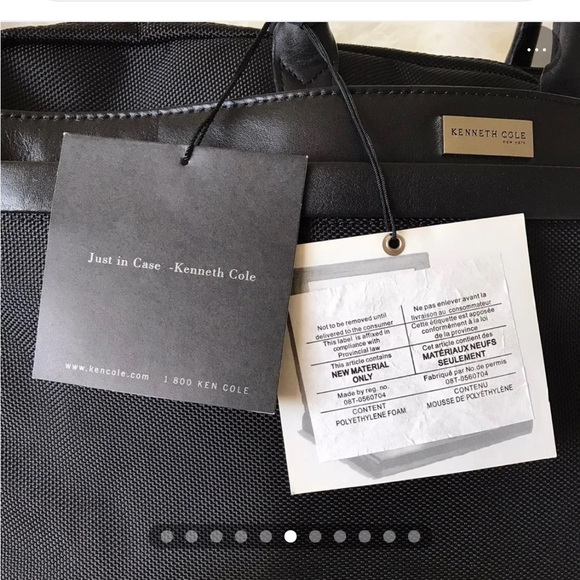 KENNETH COLE
new york
Just in Case -Kenneth Cole
www.kencole.com 1 800 KEN COLE
Not to be removed until
delivered to the consumer
This label is affixed in
compliance with
Provincial law
This article contains
NEW MATERIAL
ONLY
Made by reg. no.
08T-0560704
CONTENT
POLYETHYLENE FOAM
Ne pas enlever avant la
livraison au consommateur
Cette étiquette est apposée
conformément à la loi
de la province
Cet article contient des
MATÉRIAUX NEUFS
SEULEMENT
Fabriqué par No.de permis
08T-0560704
CONTENU
MOUSSE DE POLYÉTHYLÈNE